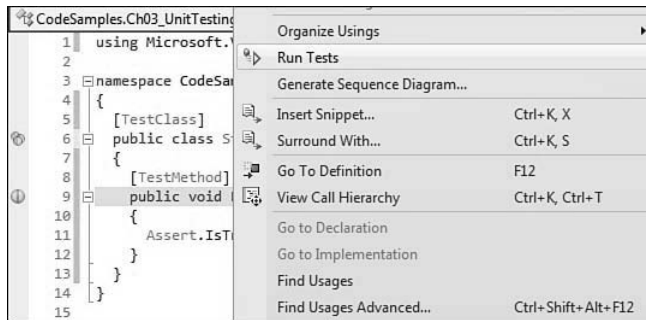 CodeSamples.Ch03_UnitTesting
1 using Microsoft.
2
3 namespace CodeSa
4 {
5 [TestClass]
6 public class
7 {
8 [TestMethod]
9 public void
10 {
11 Assert.IsT
12 }
13 }
14 }
15
Organize Usings
Run Tests
Generate Sequence Diagram...
Insert Snippet... Ctrl+K, X
Surround With... Ctrl+K, S
Go To Definition F12
View Call Hierarchy Ctrl+K, Ctrl+T
Go to Declaration
Go to Implementation
Find Usages
Find Usages Advanced... Ctrl+Shift+Alt+F12